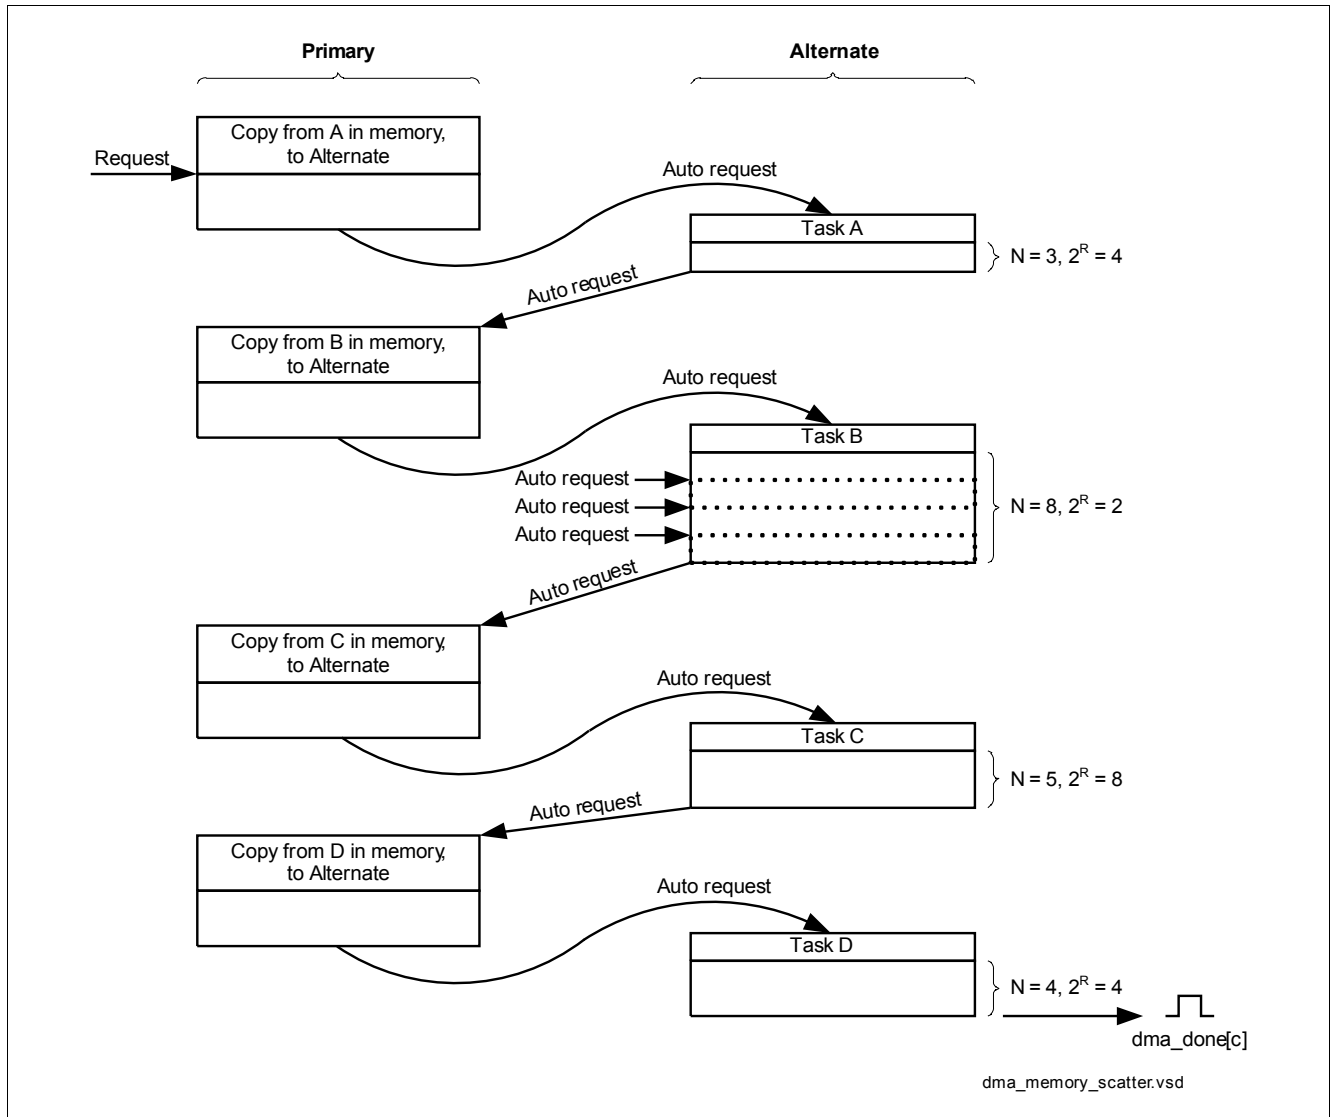 Primary
Alternate
Copy from A in memory,
to Alternate
Request
Auto request
Task A
N = 3, 2^R = 4
Auto request
Copy from B in memory,
to Alternate
Auto request
Task B
Auto request
Auto request
Auto request
N = 8, 2^R = 2
Auto request
Copy from C in memory,
to Alternate
Auto request
Task C
N = 5, 2^R = 8
Auto request
Copy from D in memory,
to Alternate
Auto request
Task D
N = 4, 2^R = 4
dma_done[c]
dma_memory_scatter.vsd